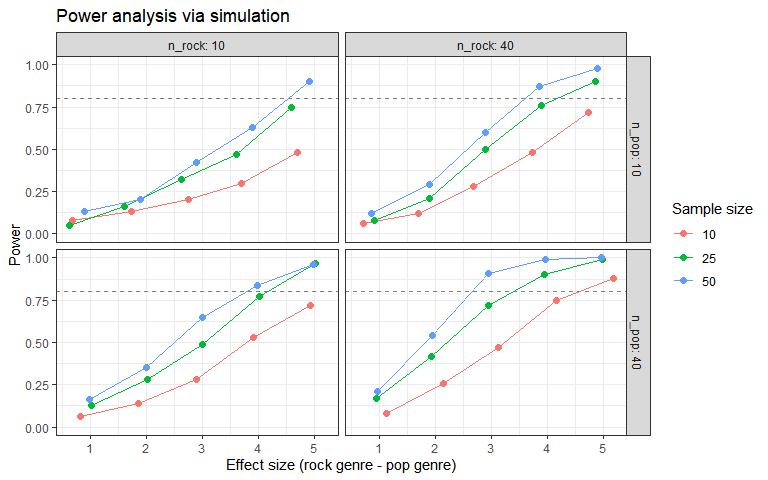 Power analysis via simulation
n_rock: 10
n_rock: 40
1.00
0.75
0.50
0.25
0.00
n_pop: 10
1.00
0.75
0.50
0.25
0.00
n_pop: 40
Power
1 2 3 4 5
1 2 3 4 5
Effect size (rock genre - pop genre)
Sample size
10
25
50